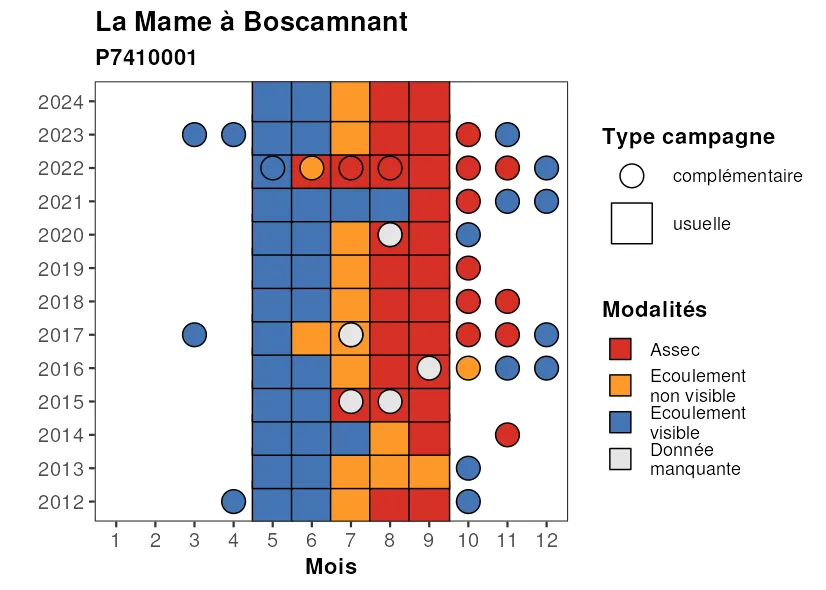 La Mame à Boscamnant
P7410001
2024
2023
2022
2021
2020
2019
2018
2017
2016
2015
2014
2013
2012
1 2 3 4 5 6 7 8 9 10 11 12
Mois
Type campagne
complémentaire
usuelle
Modalités
Assec
Ecoulement
non visible
Ecoulement
visible
Donnée
manquante